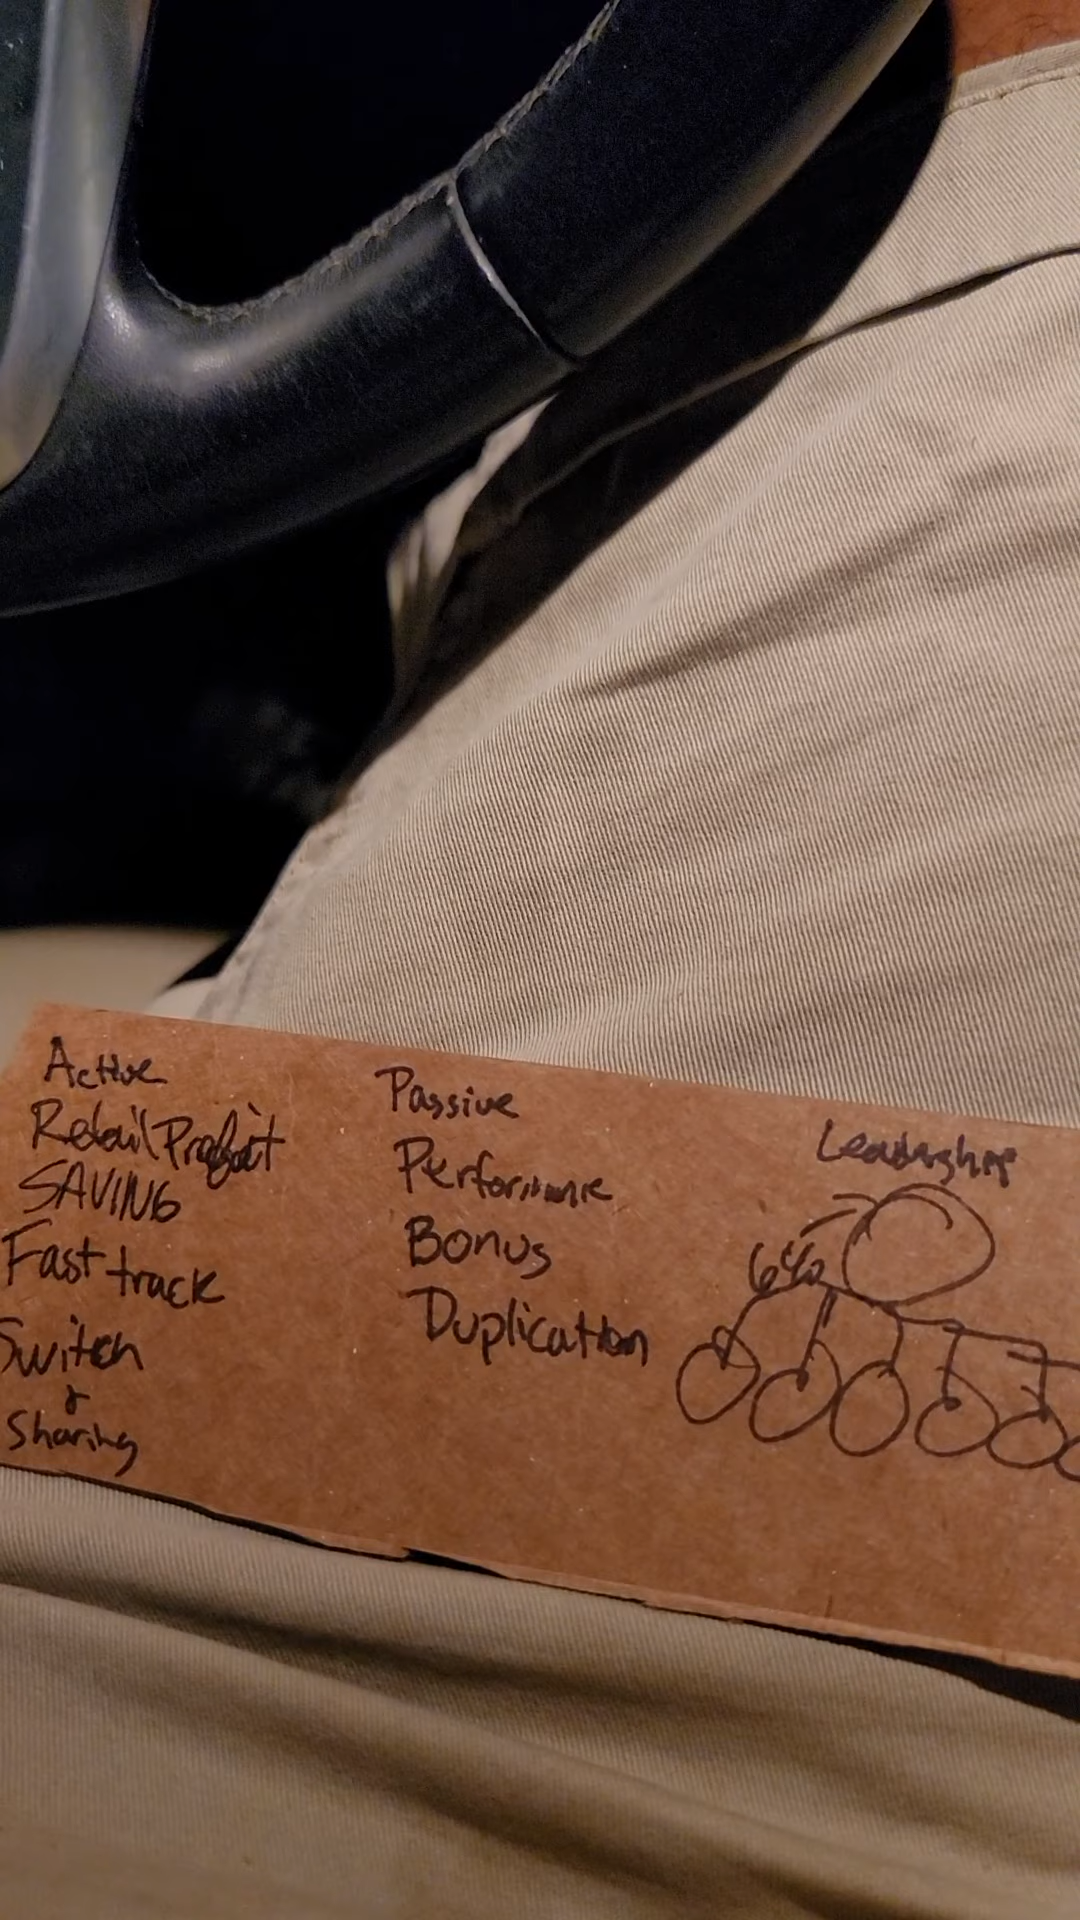 Active
Retail Profit
SAVING
Fast track
Switch
&
Sharing
Passive
Performance
Bonus
Duplication
Leadership
6%